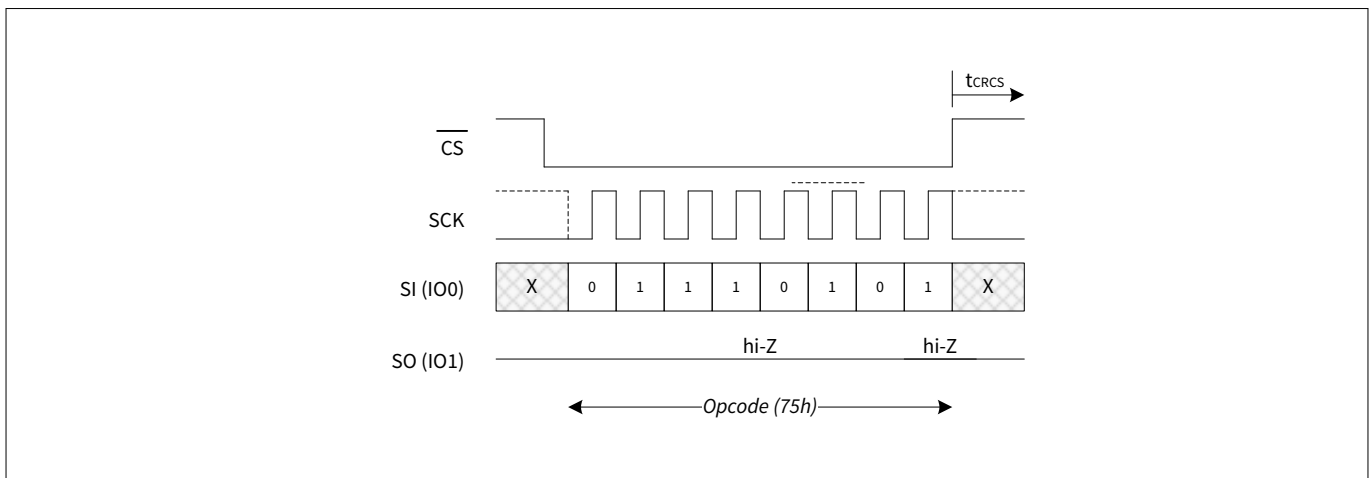 tCRCS
CS
SCK
SI (IO0) X 0 1 1 1 0 1 0 1 X
hi-Z hi-Z
SO (IO1)
Opcode (75h)